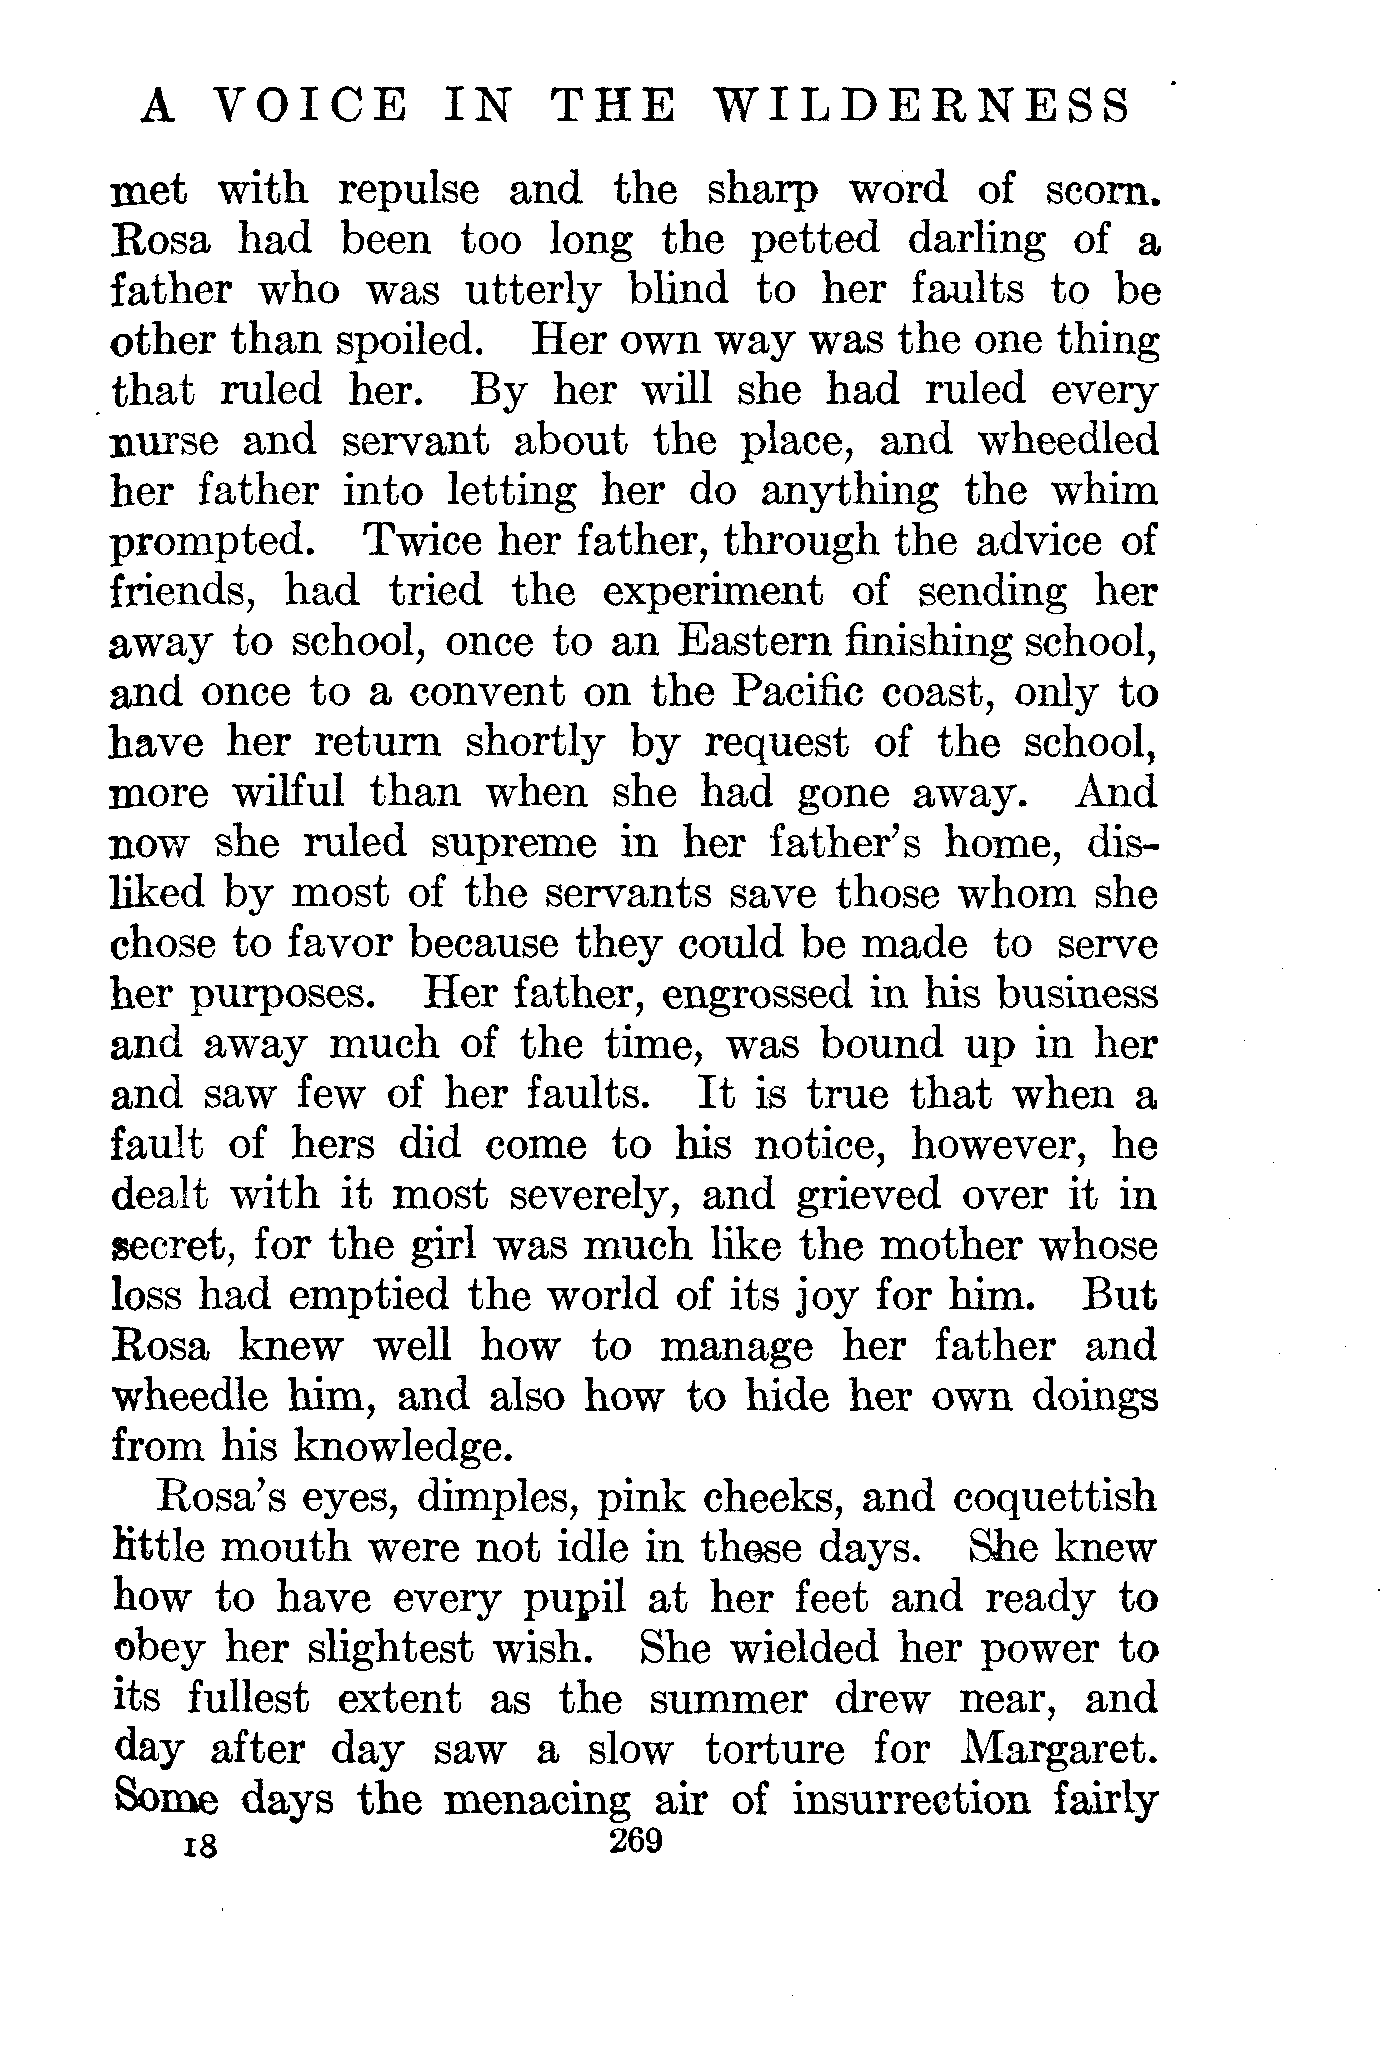 A VOICE IN THE WILDERNESS
met with repulse and the sharp word of scorn.
Rosa had been too long the petted darling of a
father who was utterly blind to her faults to be
other than spoiled. Her own way was the one thing
that ruled her. By her will she had ruled every
nurse and servant about the place, and wheedled
her father into letting her do anything the whim
prompted. Twice her father, through the advice of
friends, had tried the experiment of sending her
away to school, once to an Eastern finishing school,
and once to a convent on the Pacific coast, only to
have her return shortly by request of the school,
more wilful than when she had gone away. And
now she ruled supreme in her father's home, dis-
liked by most of the servants save those whom she
chose to favor because they could be made to serve
her purposes. Her father, engrossed in his business
and away much of the time, was bound up in her
and saw few of her faults. It is true that when a
fault of hers did come to his notice, however, he
dealt with it most severely, and grieved over it in
secret, for the girl was much like the mother whose
loss had emptied the world of its joy for him. But
Rosa knew well how to manage her father and
wheedle him, and also how to hide her own doings
from his knowledge.
Rosa's eyes, dimples, pink cheeks, and coquettish
little mouth were not idle in these days. She knew
how to have every pupil at her feet and ready to
obey her slightest wish. She wielded her power to
its fullest extent as the summer drew near, and
day after day saw a slow torture for Margaret.
Some days the menacing air of insurrection fairly
18 269